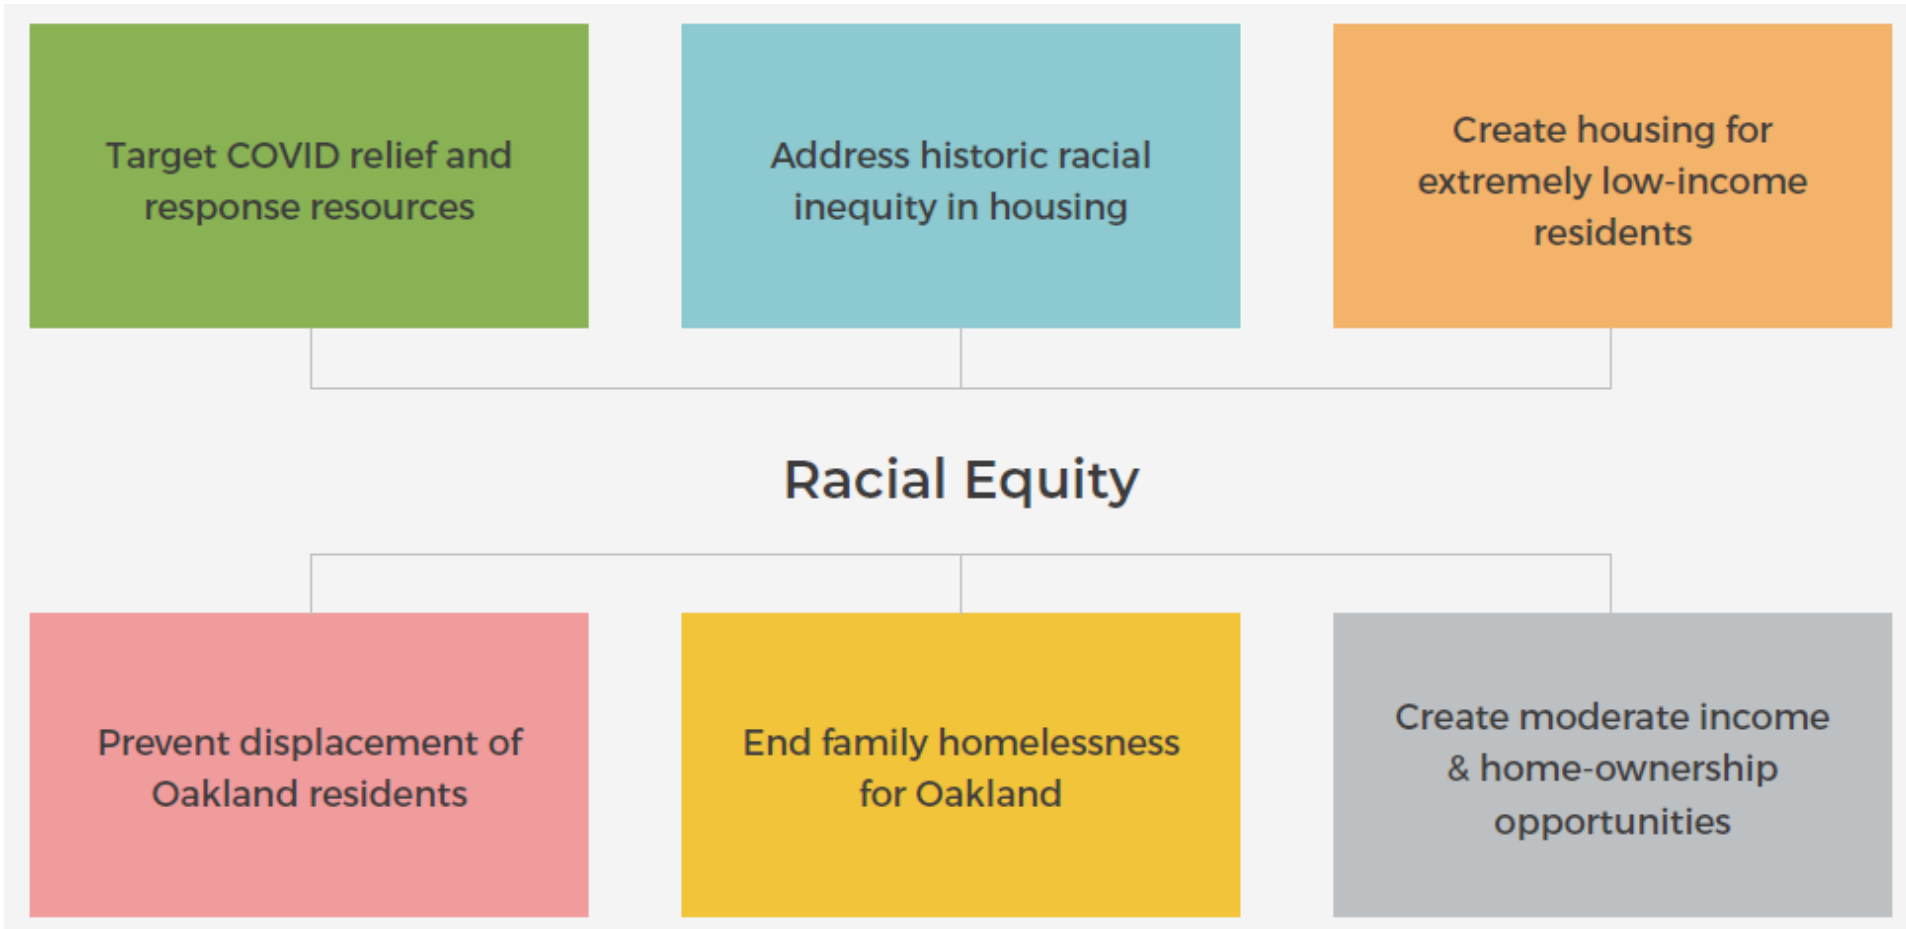 Target COVID relief and
response resources
Address historic racial
inequity in housing
Create housing for
extremely low-income
residents
Racial Equity
Prevent displacement of
Oakland residents
End family homelessness
for Oakland
Create moderate income
& home-ownership
opportunities